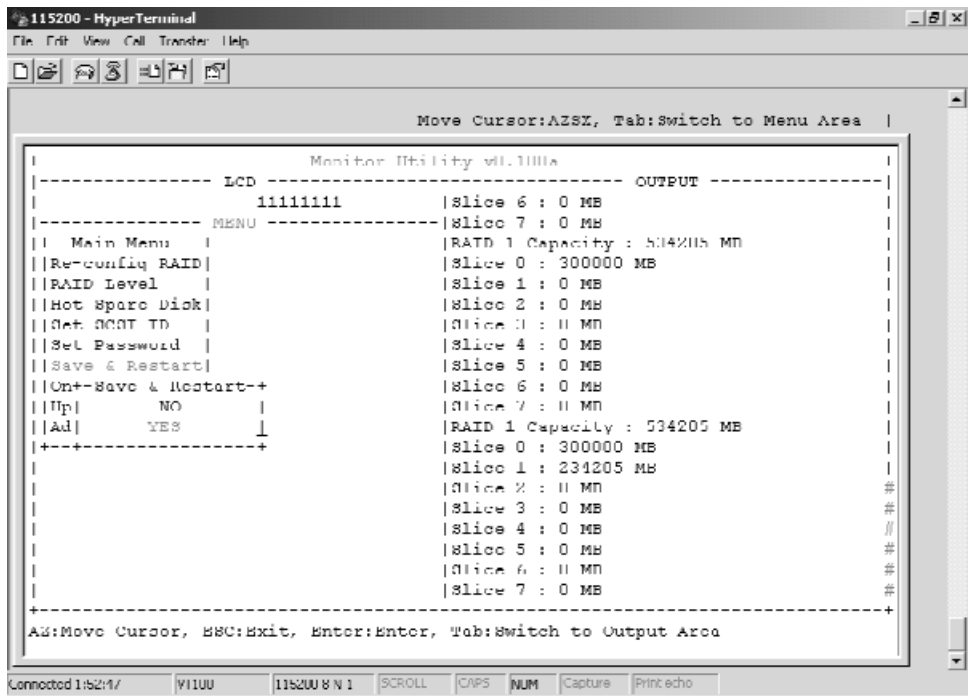 115200 - HyperTerminal
File Edit View Call Transfer Help
Move Cursor:AZSX, Tab:Switch to Menu Area |
| Monitor Utility v0.100a |
|---------------- LCD ---------------------------------- OUTPUT ----------------|
| 11111111 |Slice 6 : 0 MB |
|--------------- MENU ----------------|Slice 7 : 0 MB |
|| Main Menu | |RAID 1 Capacity : 534205 MB |
||Re-config RAID| |Slice 0 : 300000 MB |
||RAID Level | |Slice 1 : 0 MB |
||Hot Spare Disk| |Slice 2 : 0 MB |
||Set SCSI ID | |Slice 3 : 0 MB |
||Set Password | |Slice 4 : 0 MB |
||Save & Restart| |Slice 5 : 0 MB |
||On+-Save & Restart-+ |Slice 6 : 0 MB |
||Up| NO | |Slice 7 : 0 MB |
||Ad| YES | |RAID 1 Capacity : 534205 MB |
|+--+-----------------+ |Slice 0 : 300000 MB |
| |Slice 1 : 234205 MB |
| |Slice 2 : 0 MB #
| |Slice 3 : 0 MB #
| |Slice 4 : 0 MB #
| |Slice 5 : 0 MB #
| |Slice 6 : 0 MB #
| |Slice 7 : 0 MB #
+--------------------------------------------------------------------------------+
AZ:Move Cursor, ESC:Exit, Enter:Enter, Tab:Switch to Output Area
Connected 1:52:47 VT100 115200 8 N 1 SCROLL CAPS NUM Capture Print echo